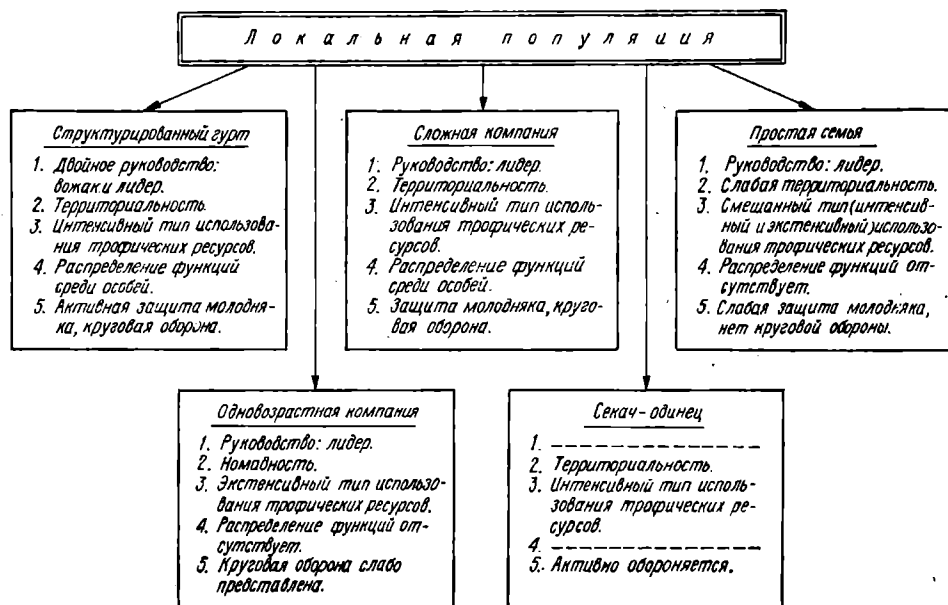 Локальная популяция
Структурированный гурт
1. Двойное руководство:
вожак и лидер.
2. Территориальность.
3. Интенсивный тип использова-
ния трофических ресурсов.
4. Распределение функций
среди особей.
5. Активная защита молодня-
ка, круговая оборона.
Сложная компания
1. Руководство: лидер.
2. Территориальность.
3. Интенсивный тип исполь-
зования трофических ре-
сурсов.
4. Распределение функций
среди особей.
5. Защита молодняка, круго-
вая оборона.
Простая семья
1. Руководство: лидер.
2. Слабая территориальность.
3. Смешанный тип (интенсив-
ный и экстенсивный) использо-
вания трофических ресурсов.
4. Распределение функций от-
сутствует.
5. Слабая защита молодняка,
нет круговой обороны.
Одновозрастная компания
1. Руководство: лидер.
2. Номадность.
3. Экстенсивный тип использо-
вания трофических ресурсов.
4. Распределение функций от-
сутствует.
5. Круговая оборона слабо
представлена.
Секач-одинец
1. ––––––––––––––
2. Территориальность.
3. Интенсивный тип исполь-
зования трофических ре-
сурсов.
4. ––––––––––––––
5. Активно обороняется.